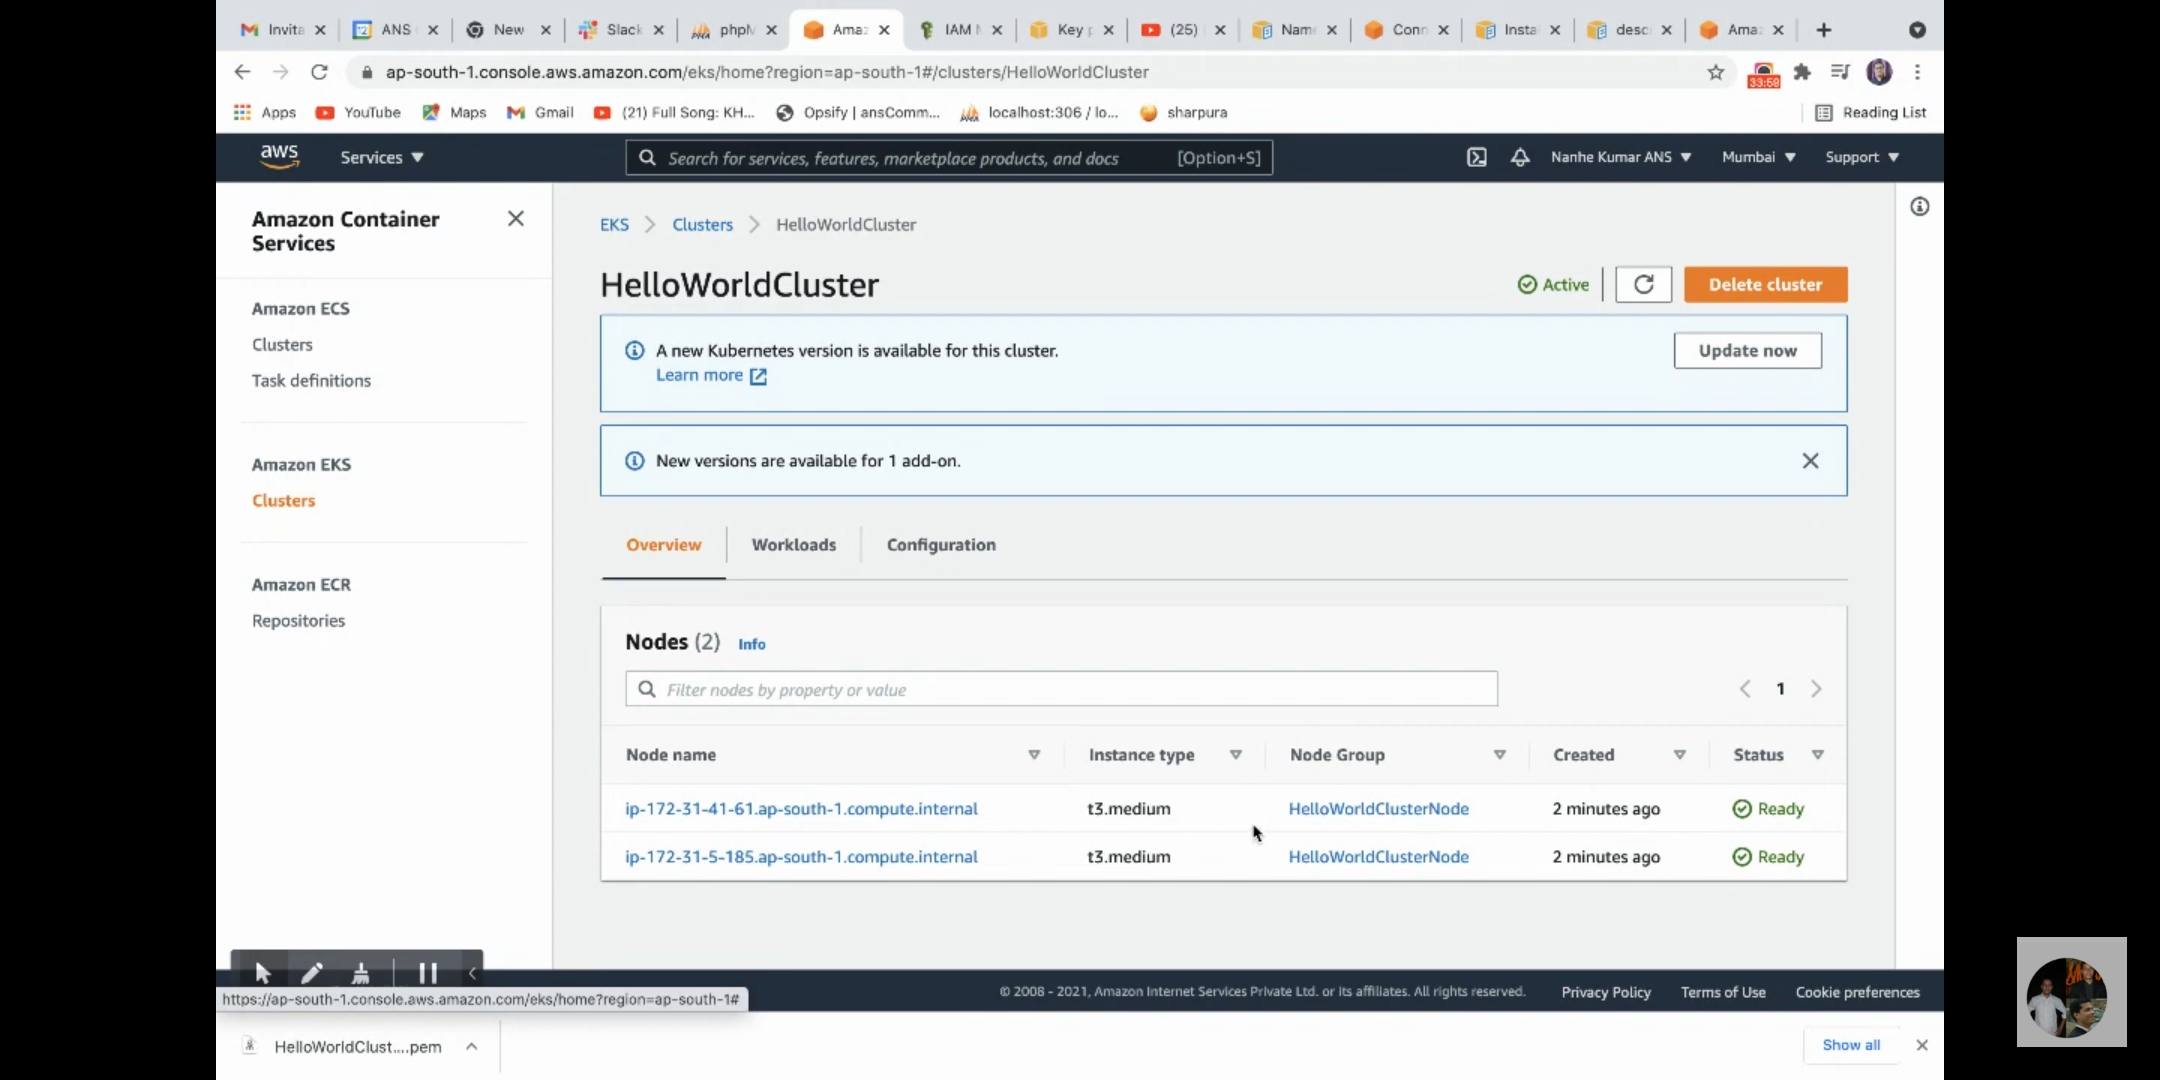 Invita
ANS
New
Slack
phpM
Ama:
IAM M
Key p
(25)
Nam
Conn
Insta
desc
Ama:
ap-south-1.console.aws.amazon.com/eks/home?region=ap-south-1#/clusters/HelloWorldCluster
33:59
Apps
YouTube
Maps
Gmail
(21) Full Song: KH...
Opsify | ansComm...
localhost:306 / lo...
sharpura
Reading List
aws
Services
Search for services, features, marketplace products, and docs
[Option+S]
Nanhe Kumar ANS
Mumbai
Support
Amazon Container
Services
Amazon ECS
Clusters
Task definitions
Amazon EKS
Clusters
Amazon ECR
Repositories
EKS
Clusters
HelloWorldCluster
HelloWorldCluster
Active
Delete cluster
A new Kubernetes version is available for this cluster.
Learn more
Update now
New versions are available for 1 add-on.
Overview
Workloads
Configuration
Nodes (2) Info
Filter nodes by property or value
1
Node name
Instance type
Node Group
Created
Status
ip-172-31-41-61.ap-south-1.compute.internal
t3.medium
HelloWorldClusterNode
2 minutes ago
Ready
ip-172-31-5-185.ap-south-1.compute.internal
t3.medium
HelloWorldClusterNode
2 minutes ago
Ready
© 2008 - 2021, Amazon Internet Services Private Ltd. or its affiliates. All rights reserved.
Privacy Policy
Terms of Use
Cookie preferences
https://ap-south-1.console.aws.amazon.com/eks/home?region=ap-south-1#
HelloWorldClust....pem
Show all